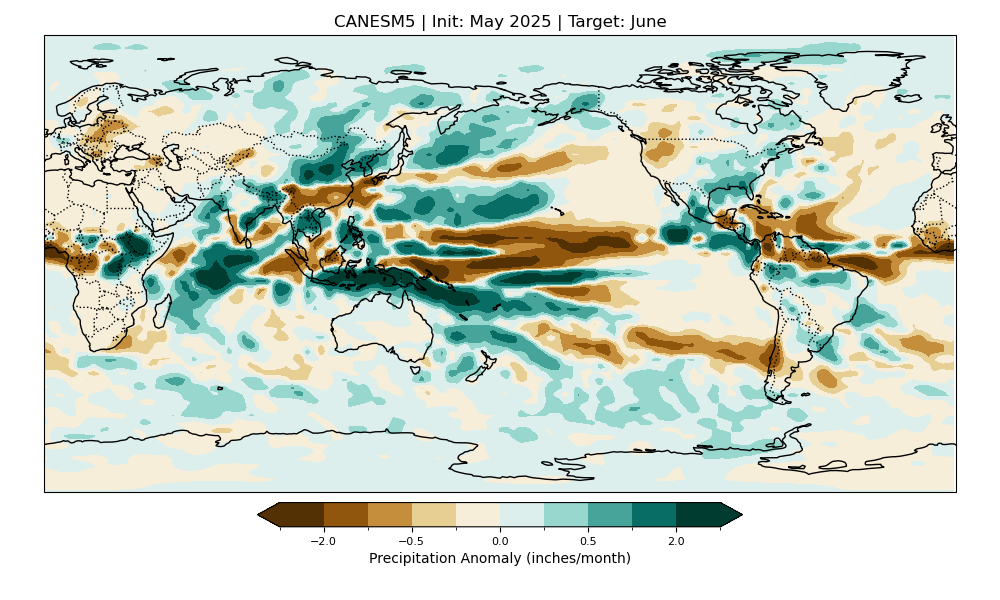 CANESM5 | Init: May 2025 | Target: June
−2.0 −0.5 0.0 0.5 2.0
Precipitation Anomaly (inches/month)